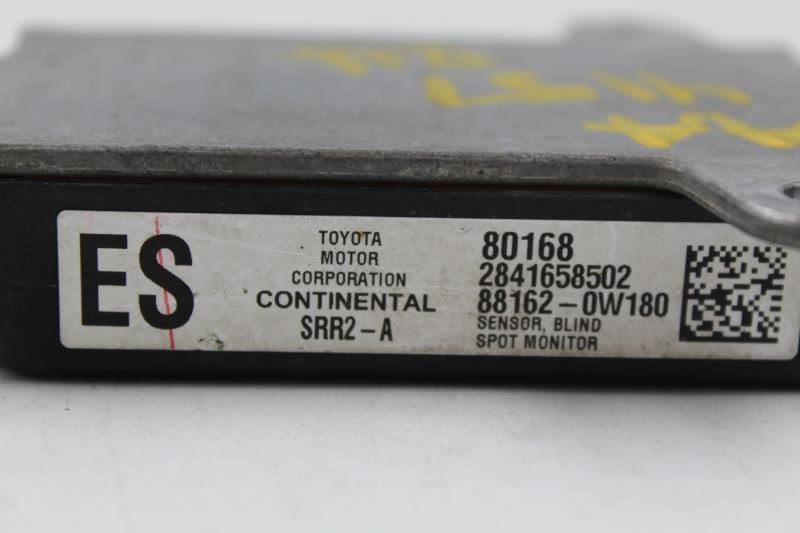 ES
TOYOTA
MOTOR
CORPORATION
CONTINENTAL
SRR2-A
80168
2841658502
88162-0W180
SENSOR, BLIND
SPOT MONITOR